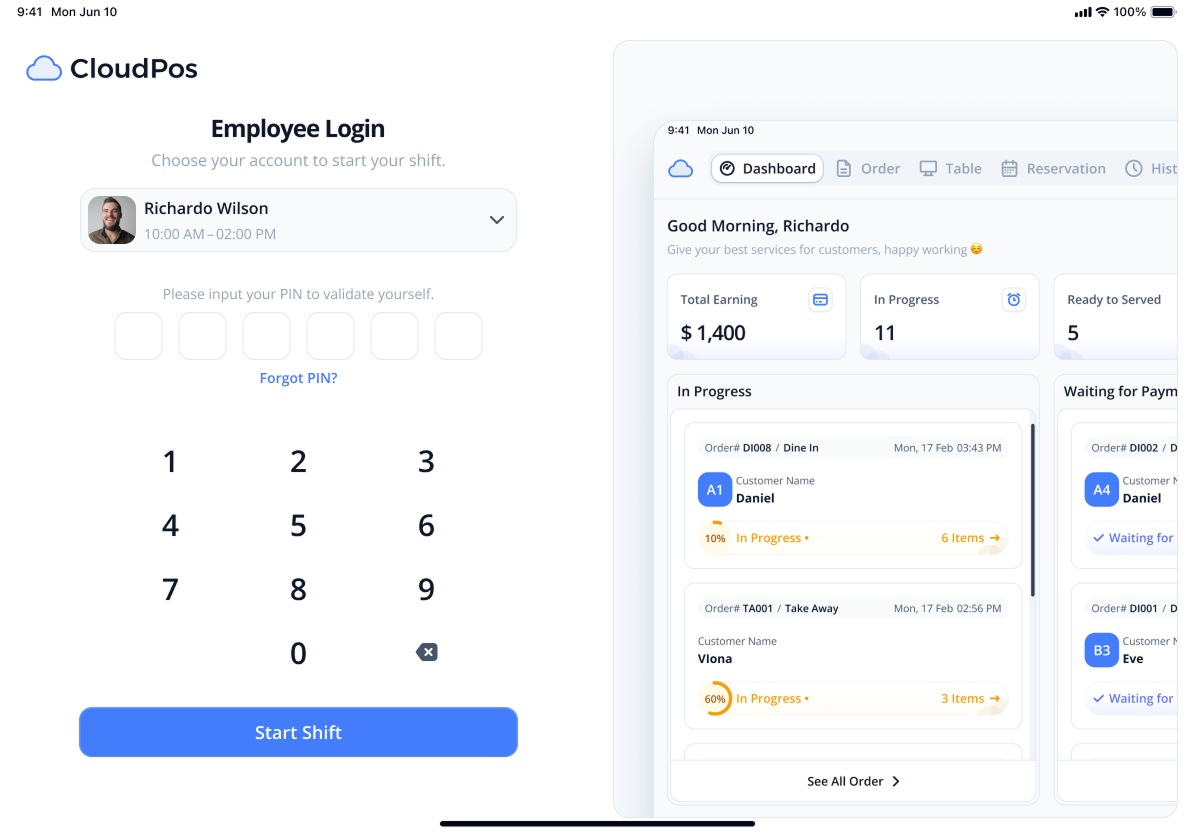 9:41 Mon Jun 10
100%
CloudPos
Employee Login
Choose your account to start your shift.
Richardo Wilson
10:00 AM – 02:00 PM
Please input your PIN to validate yourself.
Forgot PIN?
1 2 3
4 5 6
7 8 9
0
Start Shift
9:41 Mon Jun 10
Dashboard Order Table Reservation Hist
Good Morning, Richardo
Give your best services for customers, happy working 😊
Total Earning
$ 1,400
In Progress
11
Ready to Served
5
In Progress
Order# DI008 / Dine In Mon, 17 Feb 03:43 PM
A1
Customer Name
Daniel
10% In Progress • 6 Items →
Order# TA001 / Take Away Mon, 17 Feb 02:56 PM
Customer Name
Vlona
60% In Progress • 3 Items →
See All Order
Waiting for Paym
Order# DI002 / D
A4
Customer N
Daniel
Waiting for
Order# DI001 / D
B3
Customer N
Eve
Waiting for